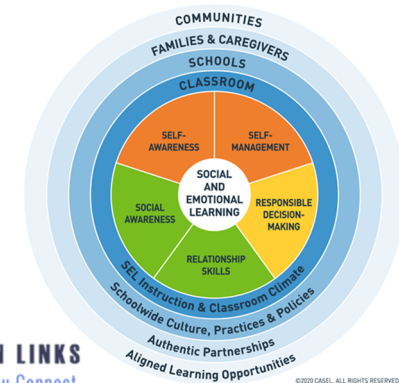 COMMUNITIES
FAMILIES & CAREGIVERS
SCHOOLS
CLASSROOM
SELF-
AWARENESS
SELF-
MANAGEMENT
SOCIAL
AND
EMOTIONAL
LEARNING
SOCIAL
AWARENESS
RESPONSIBLE
DECISION-
MAKING
RELATIONSHIP
SKILLS
SEL Instruction & Classroom Climate
Schoolwide Culture, Practices & Policies
Authentic Partnerships
Aligned Learning Opportunities
LINKS
Connect
©2020 CASEL. ALL RIGHTS RESERVED